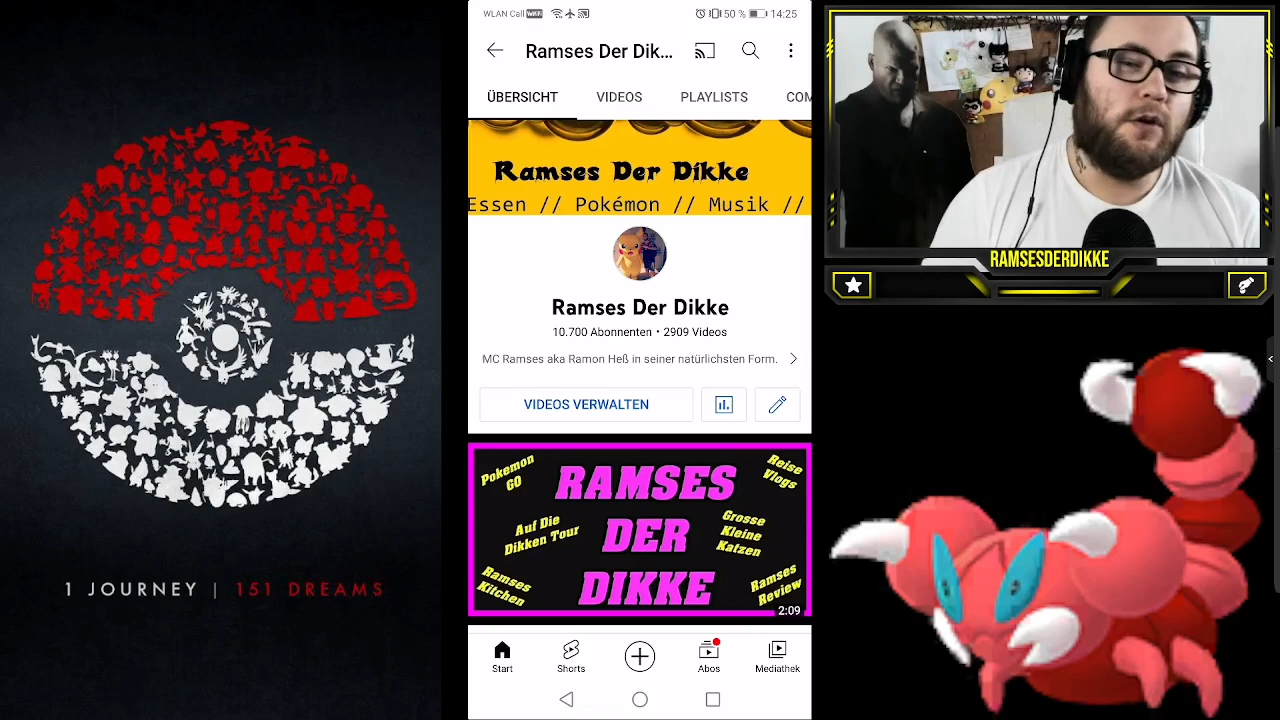 1 JOURNEY | 151 DREAMS
WLAN Call WiFi 50 % 14:25
Ramses Der Dik...
ÜBERSICHT VIDEOS PLAYLISTS COM
Ramses Der Dikke
Essen // Pokémon // Musik //
Ramses Der Dikke
10.700 Abonnenten • 2909 Videos
MC Ramses aka Ramon Heß in seiner natürlichsten Form.
VIDEOS VERWALTEN
Pokemon
GO
RAMSES
Reise
Vlogs
Auf Die
Dikken Tour
DER
Grosse
Kleine
Katzen
Ramses
Kitchen
DIKKE
Ramses
Review
2:09
Start Shorts Abos Mediathek
RAMSESDERDIKKE